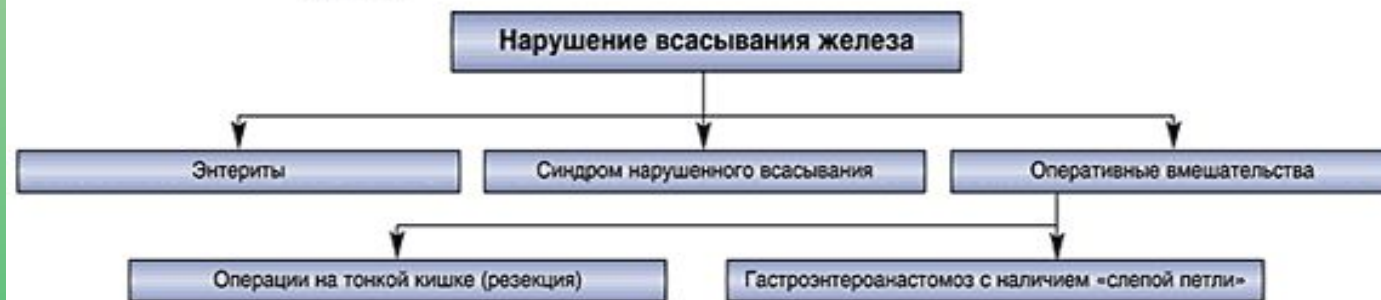 Нарушение всасывания железа
Энтериты
Синдром нарушенного всасывания
Оперативные вмешательства
Операции на тонкой кишке (резекция)
Гастроэнтероанастомоз с наличием «слепой петли»